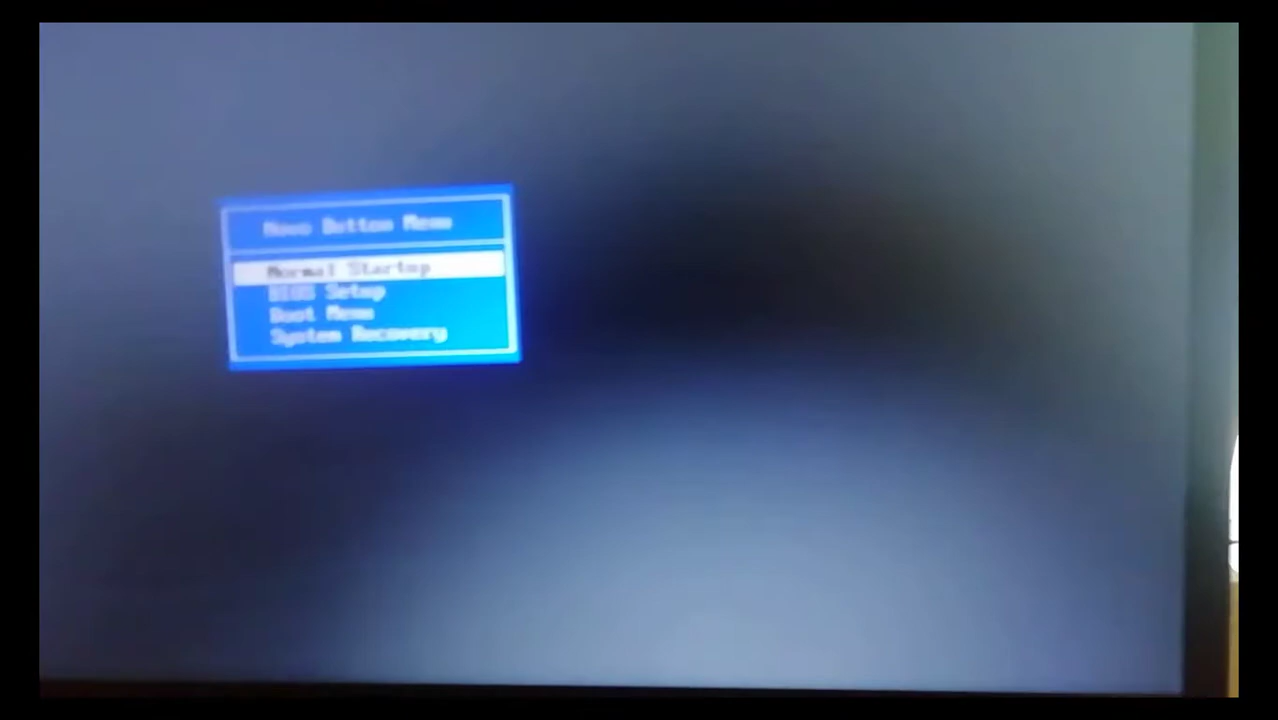 Novo Button Menu
Normal Startup
BIOS Setup
Boot Menu
System Recovery